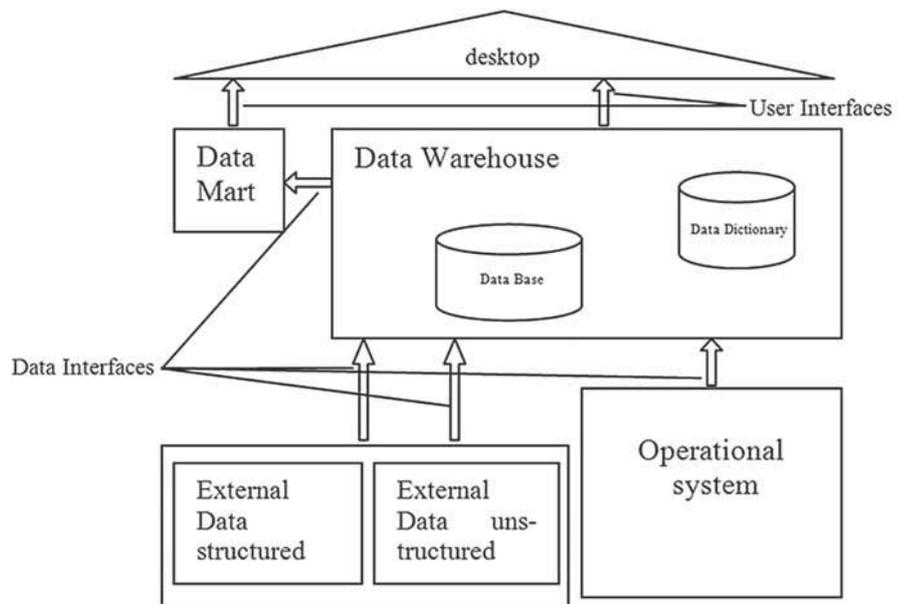 desktop
User Interfaces
Data
Mart
Data Warehouse
Data Dictionary
Data Base
Data Interfaces
External
Data
structured
External
Data uns-
tructured
Operational
system